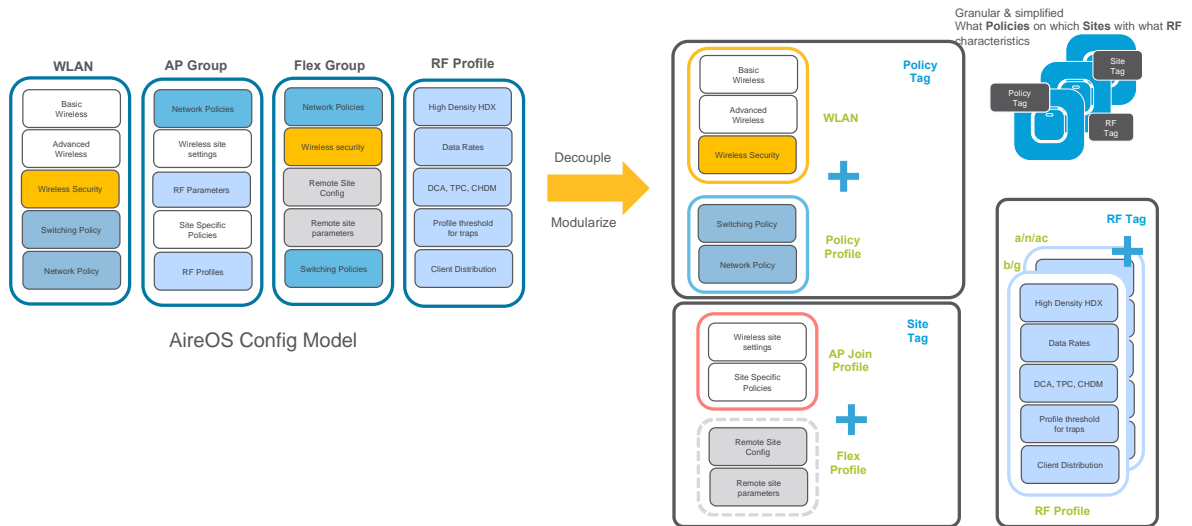 WLAN
Basic
Wireless
Advanced
Wireless
Wireless Security
Switching Policy
Network Policy
AP Group
Network Policies
Wireless site
settings
RF Parameters
Site Specific
Policies
RF Profiles
Flex Group
Network Policies
Wireless security
Remote Site
Config
Remote site
parameters
Switching Policies
RF Profile
High Density HDX
Data Rates
DCA, TPC, CHDM
Profile threshold
for traps
Client Distribution
AireOS Config Model
Decouple
Modularize
Policy
Tag
Basic
Wireless
Advanced
Wireless
Wireless Security
WLAN
Switching Policy
Network Policy
Policy
Profile
Site
Tag
Wireless site
settings
Site Specific
Policies
AP Join
Profile
Remote Site
Config
Remote site
parameters
Flex
Profile
Granular & simplified
What Policies on which Sites with what RF
characteristics
Site
Tag
Policy
Tag
RF
Tag
RF Tag
a/n/ac
b/g
High Density HDX
Data Rates
DCA, TPC, CHDM
Profile threshold
for traps
Client Distribution
RF Profile